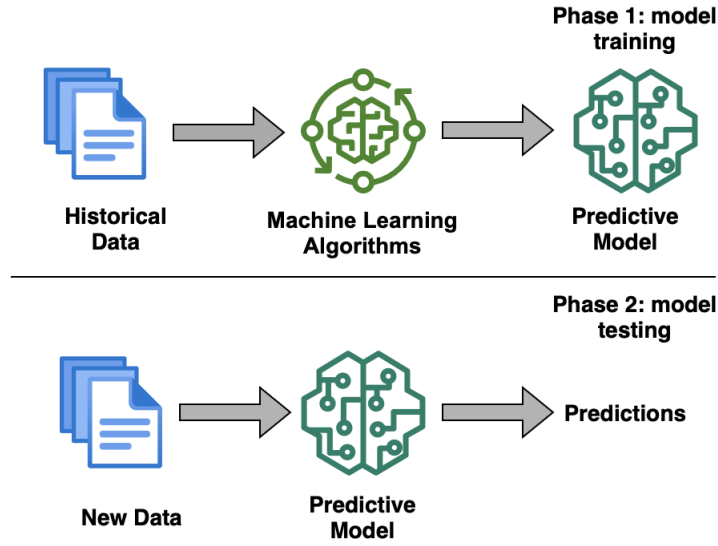 Phase 1: model
training
Historical
Data
Machine Learning
Algorithms
Predictive
Model
Phase 2: model
testing
Predictions
New Data
Predictive
Model